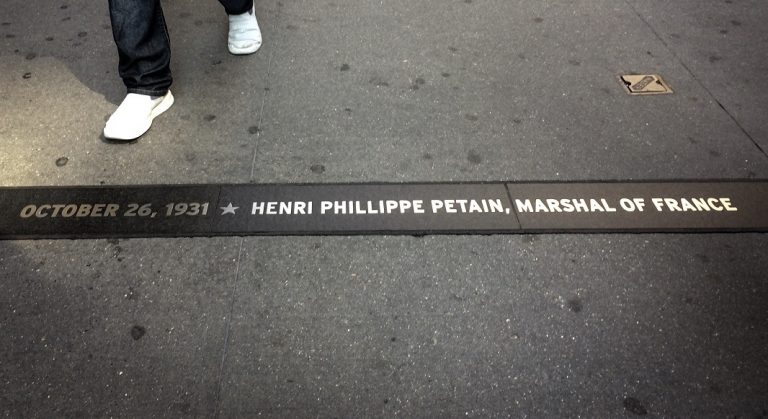 OCTOBER 26, 1931 ★ HENRI PHILLIPPE PETAIN, MARSHAL OF FRANCE